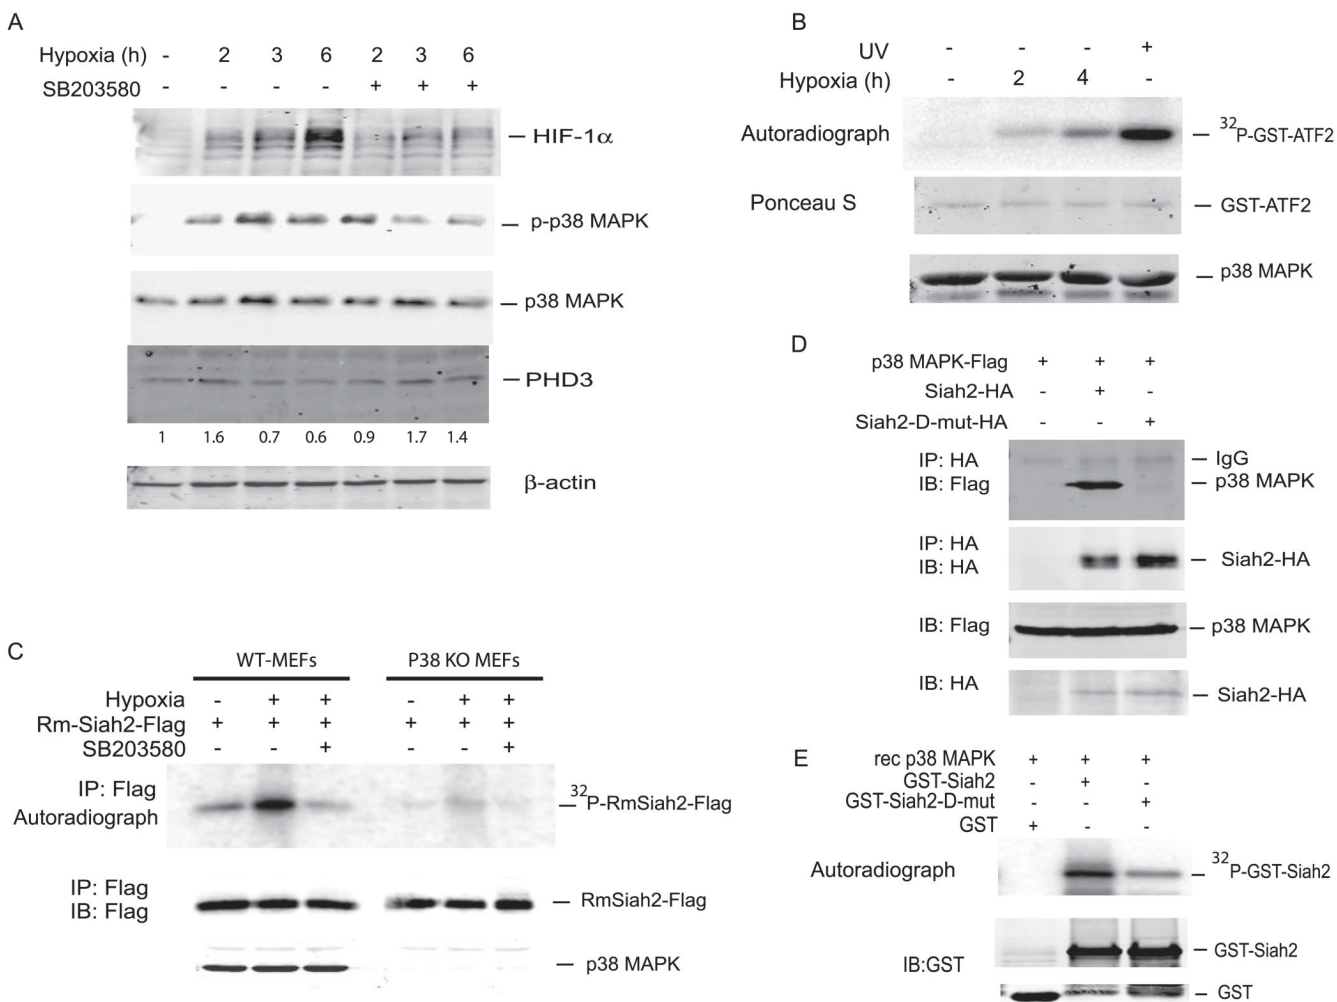 A
Hypoxia (h) - 2 3 6 2 3 6
SB203580 - - - - + + +
HIF-1α
p-p38 MAPK
p38 MAPK
PHD3
1 1.6 0.7 0.6 0.9 1.7 1.4
β-actin
B
UV - - - +
Hypoxia (h) - 2 4 -
Autoradiograph
32P-GST-ATF2
Ponceau S
GST-ATF2
p38 MAPK
C
WT-MEFs P38 KO MEFs
Hypoxia - + + - + +
Rm-Siah2-Flag + + + + + +
SB203580 - - + - - +
IP: Flag
Autoradiograph
32P-RmSiah2-Flag
IP: Flag
IB: Flag
RmSiah2-Flag
p38 MAPK
D
p38 MAPK-Flag + + +
Siah2-HA - + -
Siah2-D-mut-HA - - +
IP: HA
IB: Flag
IgG
p38 MAPK
IP: HA
IB: HA
Siah2-HA
IB: Flag
p38 MAPK
IB: HA
Siah2-HA
E
rec p38 MAPK + + +
GST-Siah2 - + -
GST-Siah2-D-mut - - +
GST + - -
Autoradiograph
32P-GST-Siah2
GST-Siah2
IB:GST
GST